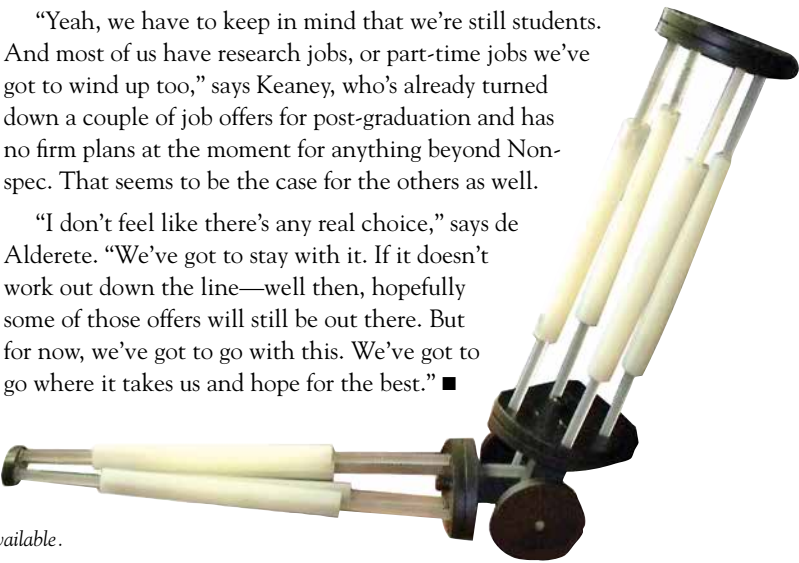 “Yeah, we have to keep in mind that we’re still students.
And most of us have research jobs, or part-time jobs we’ve
got to wind up too,” says Keaney, who’s already turned
down a couple of job offers for post-graduation and has
no firm plans at the moment for anything beyond Non-
spec. That seems to be the case for the others as well.
“I don’t feel like there’s any real choice,” says de
Alderete. “We’ve got to stay with it. If it doesn’t
work out down the line—well then, hopefully
some of those offers will still be out there. But
for now, we’ve got to go with this. We’ve got to
go where it takes us and hope for the best.” ■